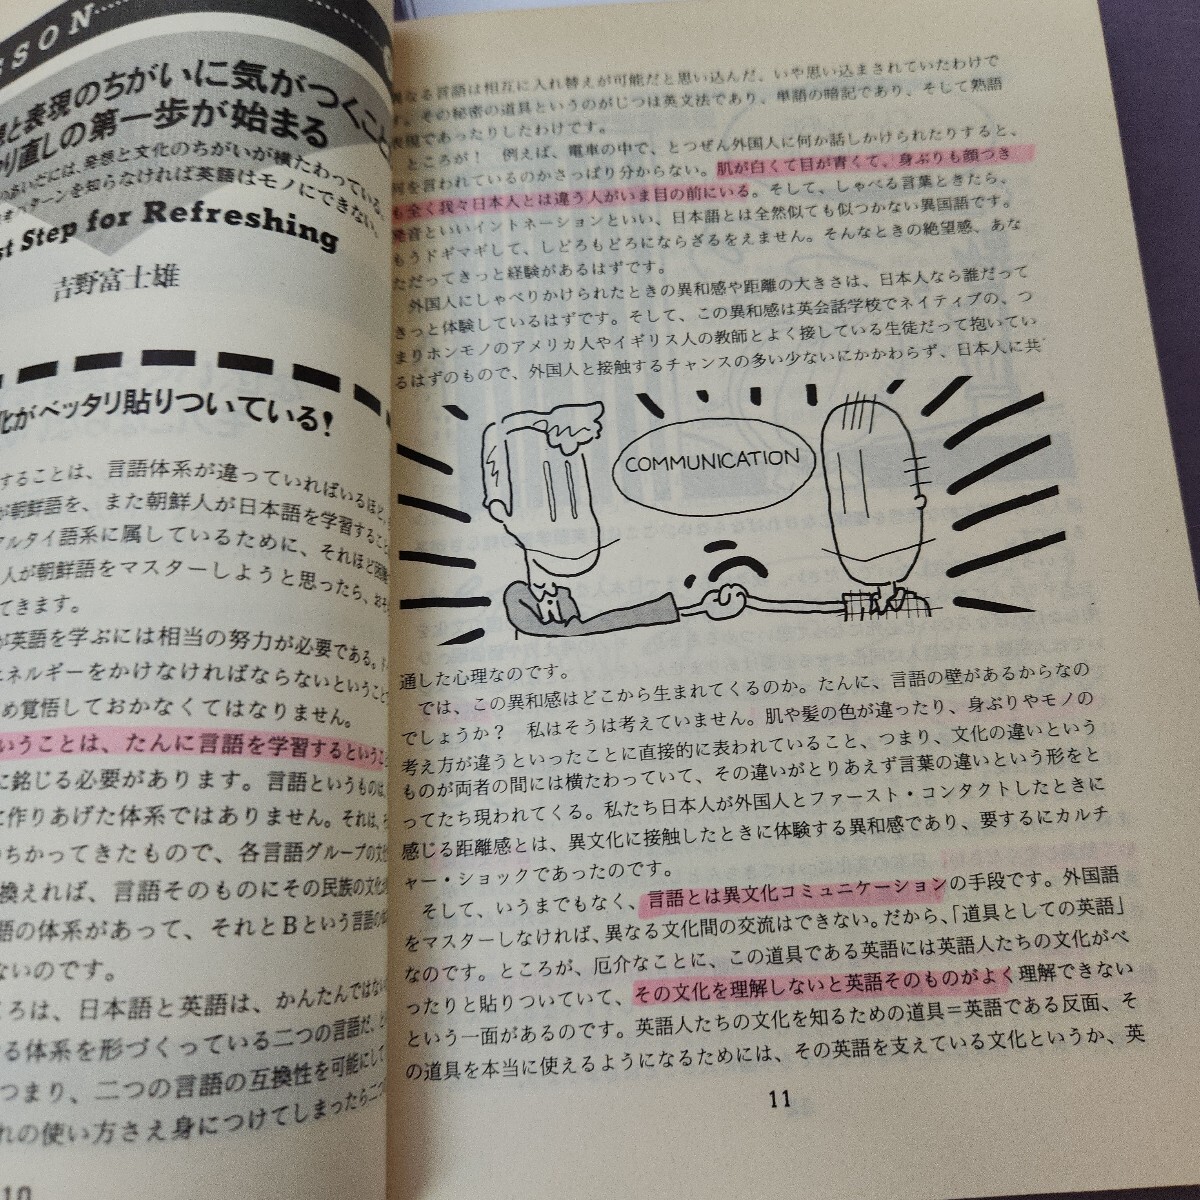 SSON
と表現のちがいに気がつくこと
り直しの第一歩が始まる
のあいだには、発想と文化のちがいが横たわっている。
パターンを知らなければ英語はモノにできない。
st Step for Refreshing
吉野富士雄
化がベッタリ貼りついている!
することは、言語体系が違っていればいるほど、
が朝鮮語を、また朝鮮人が日本語を学習すること
アルタイ語系に属しているために、それほど困難
人が朝鮮語をマスターしようと思ったら、おそ
てきます。
が英語を学ぶには相当の努力が必要である。
エネルギーをかけなければならないということ
め覚悟しておかなくてはなりません。
いうことは、たんに言語を学習するということ
に銘じる必要があります。言語というものは、
に作りあげた体系ではありません。それは、
ちかってきたもので、各言語グループの文化
換えれば、言語そのものにその民族の文化が
語の体系があって、それとBという言語の体
ないのです。
ころは、日本語と英語は、かんたんではない
る体系を形づくっている二つの言語だ、と
つまり、二つの言語の互換性を可能にして
れの使い方さえ身につけてしまったら二つ
10
異なる言語は相互に入れ替えが可能だと思い込んだ、いや思い込まされていたわけで
す。その秘密の道具というのがじつは英文法であり、単語の暗記であり、そして熟語
表現であったりしたわけです。
ところが! 例えば、電車の中で、とつぜん外国人に何か話しかけられたりすると、
何を言われているのかさっぱり分からない。肌が白くて目が青くて、身ぶりも顔つき
も全く我々日本人とは違う人がいま目の前にいる。そして、しゃべる言葉ときたら、
発音といいイントネーションといい、日本語とは全然似ても似つかない異国語です。
もうドギマギして、しどろもどろにならざるをえません。そんなときの絶望感、あな
ただってきっと経験があるはずです。
外国人にしゃべりかけられたときの異和感や距離の大きさは、日本人なら誰だって
きっと体験しているはずです。そして、この異和感は英会話学校でネイティブの、つ
まりホンモノのアメリカ人やイギリス人の教師とよく接している生徒だって抱いてい
るはずのもので、外国人と接触するチャンスの多い少ないにかかわらず、日本人に共
COMMUNICATION
通した心理なのです。
では、この異和感はどこから生まれてくるのか。たんに、言語の壁があるからなの
でしょうか? 私はそうは考えていません。肌や髪の色が違ったり、身ぶりやモノの
考え方が違うといったことに直接的に表われていること、つまり、文化の違いという
ものが両者の間には横たわっていて、その違いがとりあえず言葉の違いという形をと
ってたち現われてくる。私たち日本人が外国人とファースト・コンタクトしたときに
感じる距離感とは、異文化に接触したときに体験する異和感であり、要するにカルチ
ャー・ショックであったのです。
そして、いうまでもなく、言語とは異文化コミュニケーションの手段です。外国語
をマスターしなければ、異なる文化間の交流はできない。だから、「道具としての英語」
なのです。ところが、厄介なことに、この道具である英語には英語人たちの文化がべ
ったりと貼りついていて、その文化を理解しないと英語そのものがよく理解できない
という一面があるのです。英語人たちの文化を知るための道具＝英語である反面、そ
の道具を本当に使えるようになるためには、その英語を支えている文化というか、英
11